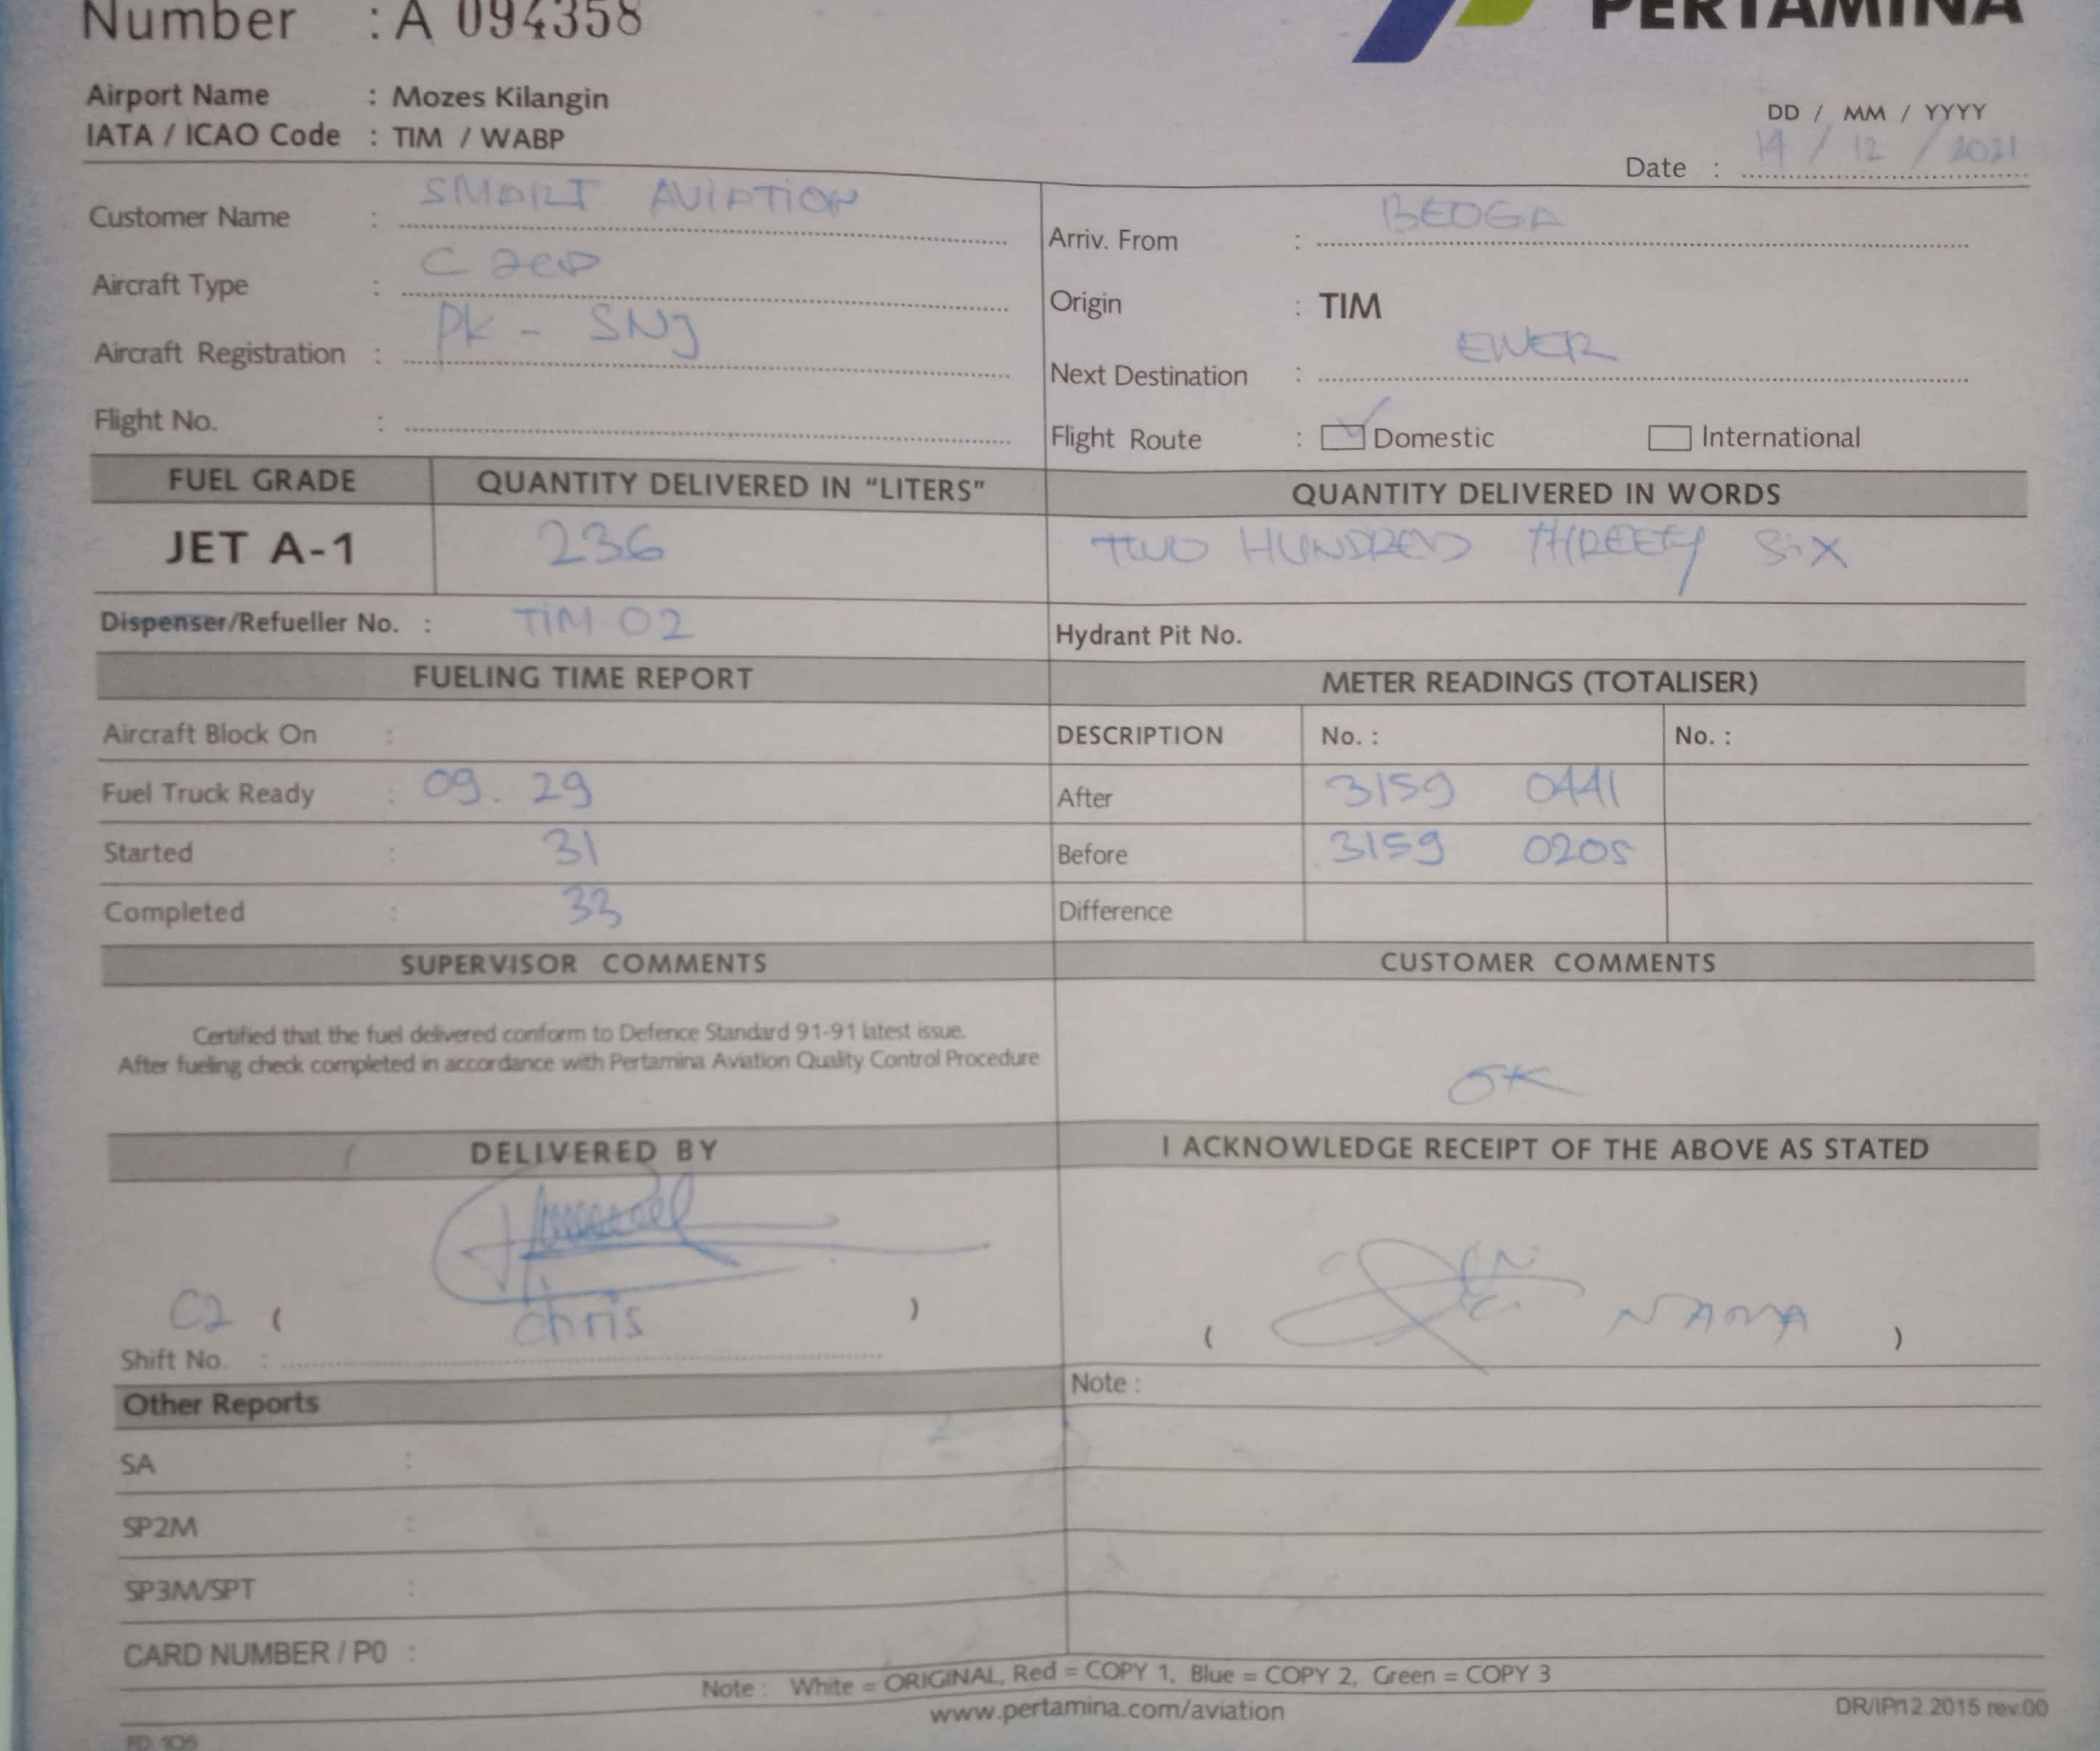 Number : A 094358
PERTAMINA
Airport Name : Mozes Kilangin
IATA / ICAO Code : TIM / WABP
DD / MM / YYYY
Date : 14 / 12 / 2021
Customer Name : SMART AVIATION
Arriv. From : BEOGA
Aircraft Type : C
Origin : TIM
Aircraft Registration : PK - SNJ
Next Destination : EWER
Flight No. :
Flight Route : Domestic International
FUEL GRADE QUANTITY DELIVERED IN "LITERS" QUANTITY DELIVERED IN WORDS
JET A-1 236 TWO HUNDRED THREETY SiX
Dispenser/Refueller No. : TIM 02 Hydrant Pit No.
FUELING TIME REPORT METER READINGS (TOTALISER)
Aircraft Block On : DESCRIPTION No. : No. :
Fuel Truck Ready : 09. 29 After 3159 0441
Started : 31 Before 3159 0205
Completed : 33 Difference
SUPERVISOR COMMENTS CUSTOMER COMMENTS
Certified that the fuel delivered conform to Defence Standard 91-91 latest issue.
After fueling check completed in accordance with Pertamina Aviation Quality Control Procedure
OK
DELIVERED BY I ACKNOWLEDGE RECEIPT OF THE ABOVE AS STATED
C2 ( chris ) ( NANA )
Shift No. :
Other Reports Note :
SA :
SP2M :
SP3M/SPT :
CARD NUMBER / P0 :
Note : White = ORIGINAL, Red = COPY 1, Blue = COPY 2, Green = COPY 3
www.pertamina.com/aviation
DR/IP/12.2015 rev.00
FD 105